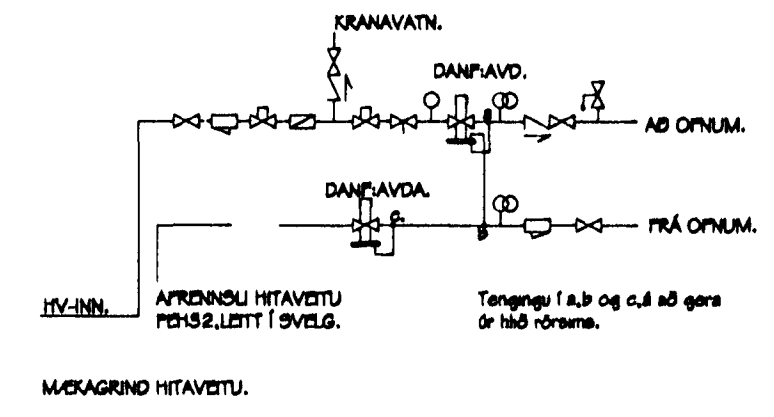 KRANAVATN.
DANF:AVD.
AÐ OFNUM.
DANF:AVDA.
a
c.
b
FRÁ OFNUM.
HV-INN.
AFRENNSLI HITAVEITU
PEHS2,LEITT Í SVELG.
Tengingu í a,b og c,á að gera
úr hlið rörsins.
MÆKAGRIND HITAVEITU.